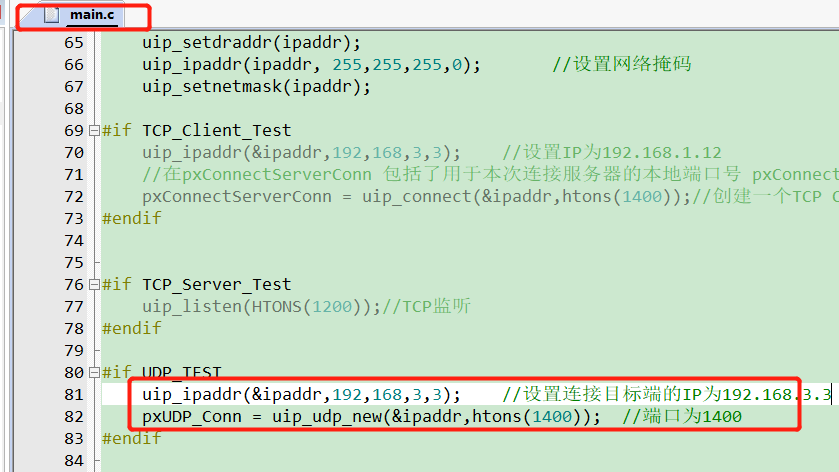 main.c
65 uip_setdraddr(ipaddr);
66 uip_ipaddr(ipaddr, 255,255,255,0); //设置网络掩码
67 uip_setnetmask(ipaddr);
68
69 #if TCP_Client_Test
70 uip_ipaddr(&ipaddr,192,168,3,3); //设置IP为192.168.1.12
71 //在pxConnectServerConn 包括了用于本次连接服务器的本地端口号 pxConnect
72 pxConnectServerConn = uip_connect(&ipaddr,htons(1400));//创建一个TCP C
73 #endif
74
75
76 #if TCP_Server_Test
77 uip_listen(HTONS(1200));//TCP监听
78 #endif
79
80 #if UDP_TEST
81 uip_ipaddr(&ipaddr,192,168,3,3); //设置连接目标端的IP为192.168.3.3
82 pxUDP_Conn = uip_udp_new(&ipaddr,htons(1400)); //端口为1400
83 #endif
84